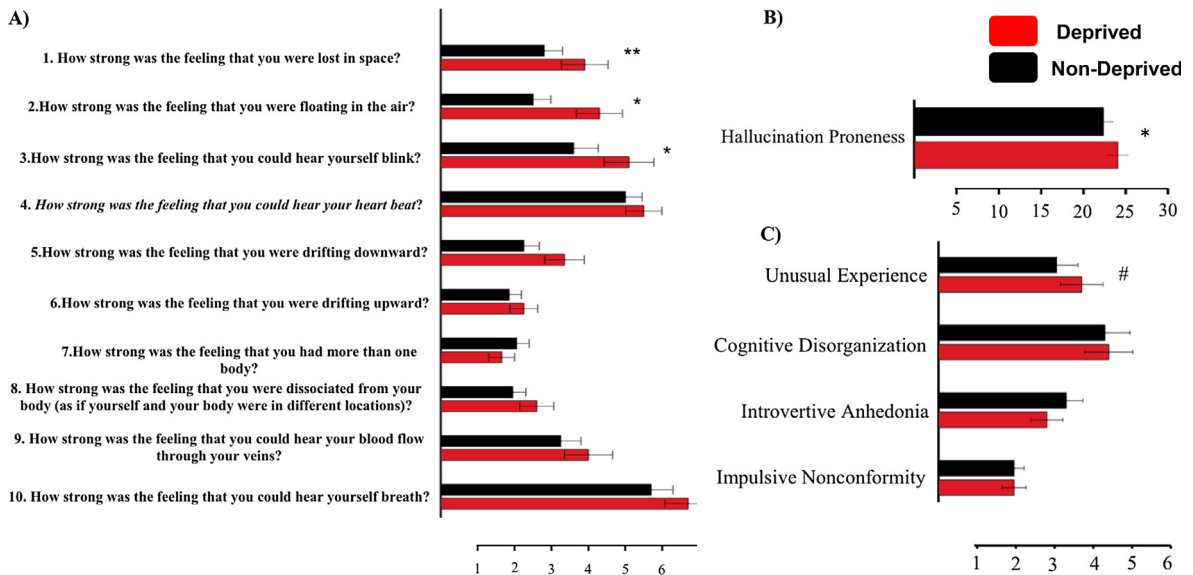 A)
1. How strong was the feeling that you were lost in space?
**
2.How strong was the feeling that you were floating in the air?
*
3.How strong was the feeling that you could hear yourself blink?
*
4. How strong was the feeling that you could hear your heart beat?
5.How strong was the feeling that you were drifting downward?
6.How strong was the feeling that you were drifting upward?
7.How strong was the feeling that you had more than one
body?
8. How strong was the feeling that you were dissociated from your
body (as if yourself and your body were in different locations)?
9. How strong was the feeling that you could hear your blood flow
through your veins?
10. How strong was the feeling that you could hear yourself breath?
1 2 3 4 5 6
B)
Deprived
Non-Deprived
Hallucination Proneness
*
5 10 15 20 25 30
C)
Unusual Experience
#
Cognitive Disorganization
Introvertive Anhedonia
Impulsive Nonconformity
1 2 3 4 5 6